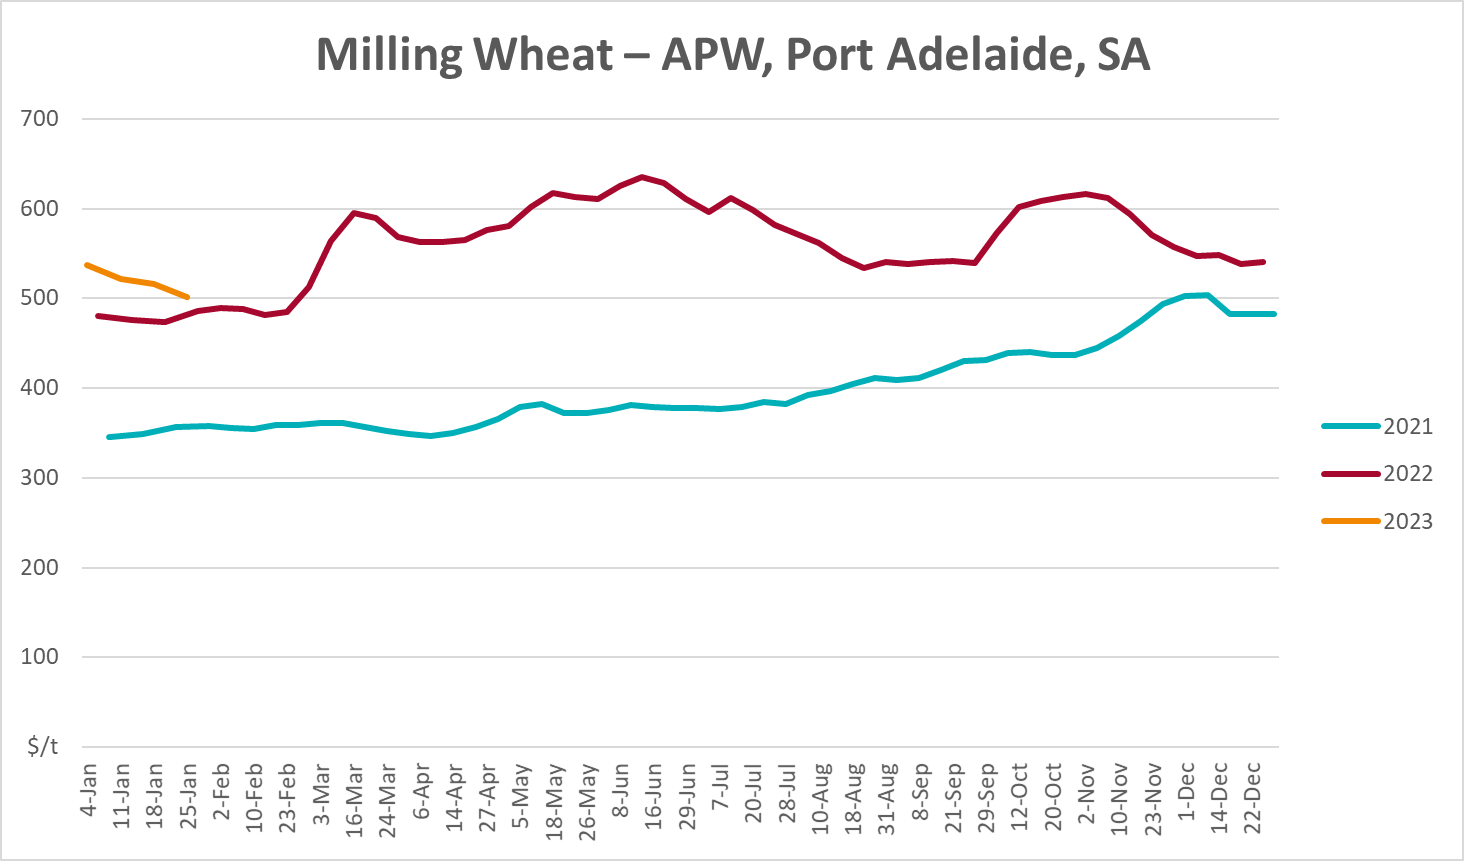 Milling Wheat – APW, Port Adelaide, SA
700
600
500
400
300
200
100
$/t
4-Jan
11-Jan
18-Jan
25-Jan
2-Feb
10-Feb
23-Feb
3-Mar
16-Mar
24-Mar
6-Apr
14-Apr
27-Apr
5-May
18-May
26-May
8-Jun
16-Jun
29-Jun
7-Jul
20-Jul
28-Jul
10-Aug
18-Aug
31-Aug
8-Sep
21-Sep
29-Sep
12-Oct
20-Oct
2-Nov
10-Nov
23-Nov
1-Dec
14-Dec
22-Dec
2021
2022
2023